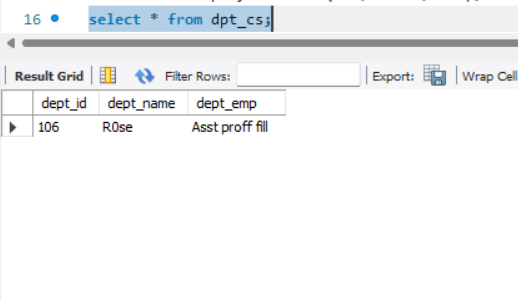 16 select * from dpt_cs;
Result Grid Filter Rows: Export: Wrap Cell
dept_id dept_name dept_emp
106 R0se Asst proff fill